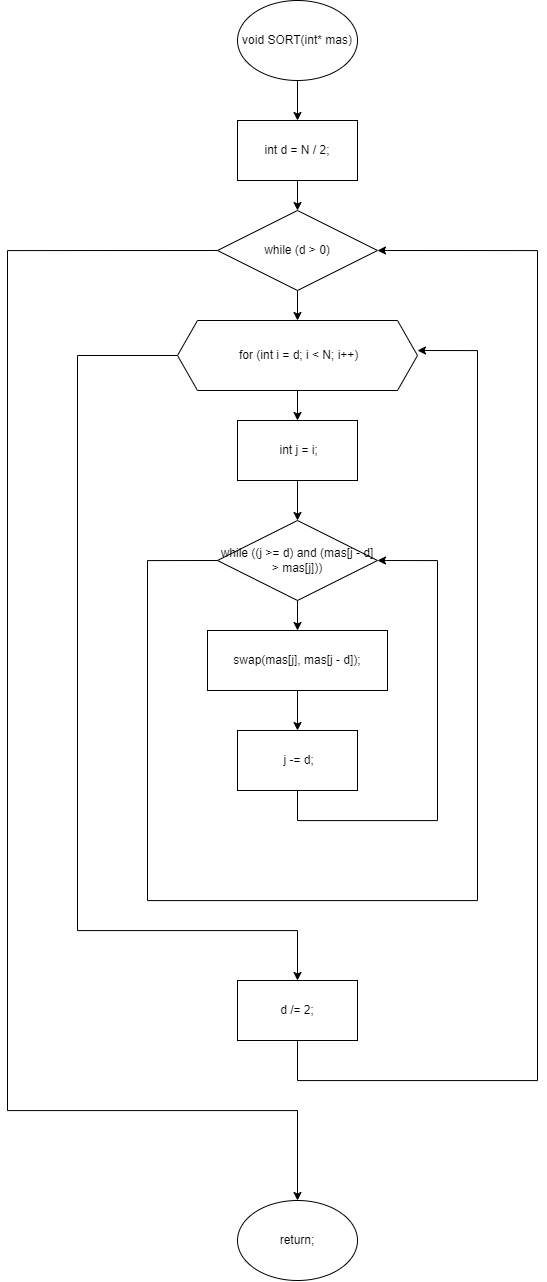 void SORT(int* mas)
int d = N / 2;
while (d > 0)
for (int i = d; i < N; i++)
int j = i;
while ((j >= d) and (mas[j - d]
> mas[j]))
swap(mas[j], mas[j - d]);
j -= d;
d /= 2;
return;